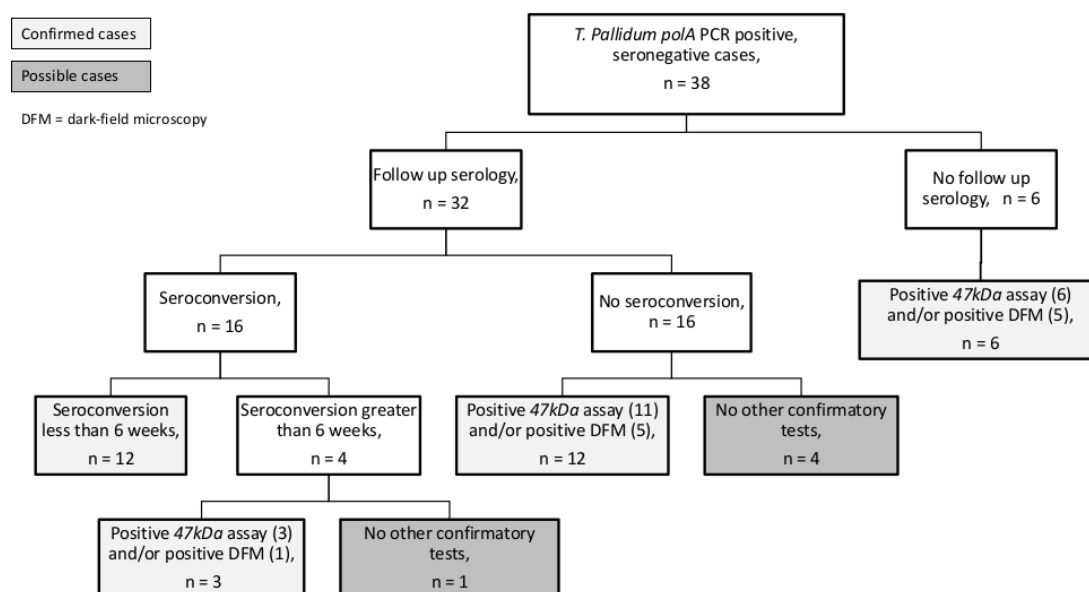 Confirmed cases
Possible cases
DFM = dark-field microscopy
T. Pallidum polA PCR positive,
seronegative cases,
n = 38
Follow up serology,
n = 32
No follow up
serology, n = 6
Seroconversion,
n = 16
No seroconversion,
n = 16
Positive 47kDa assay (6)
and/or positive DFM (5),
n = 6
Seroconversion
less than 6 weeks,
n = 12
Seroconversion greater
than 6 weeks,
n = 4
Positive 47kDa assay (11)
and/or positive DFM (5),
n = 12
No other confirmatory
tests,
n = 4
Positive 47kDa assay (3)
and/or positive DFM (1),
n = 3
No other confirmatory
tests,
n = 1